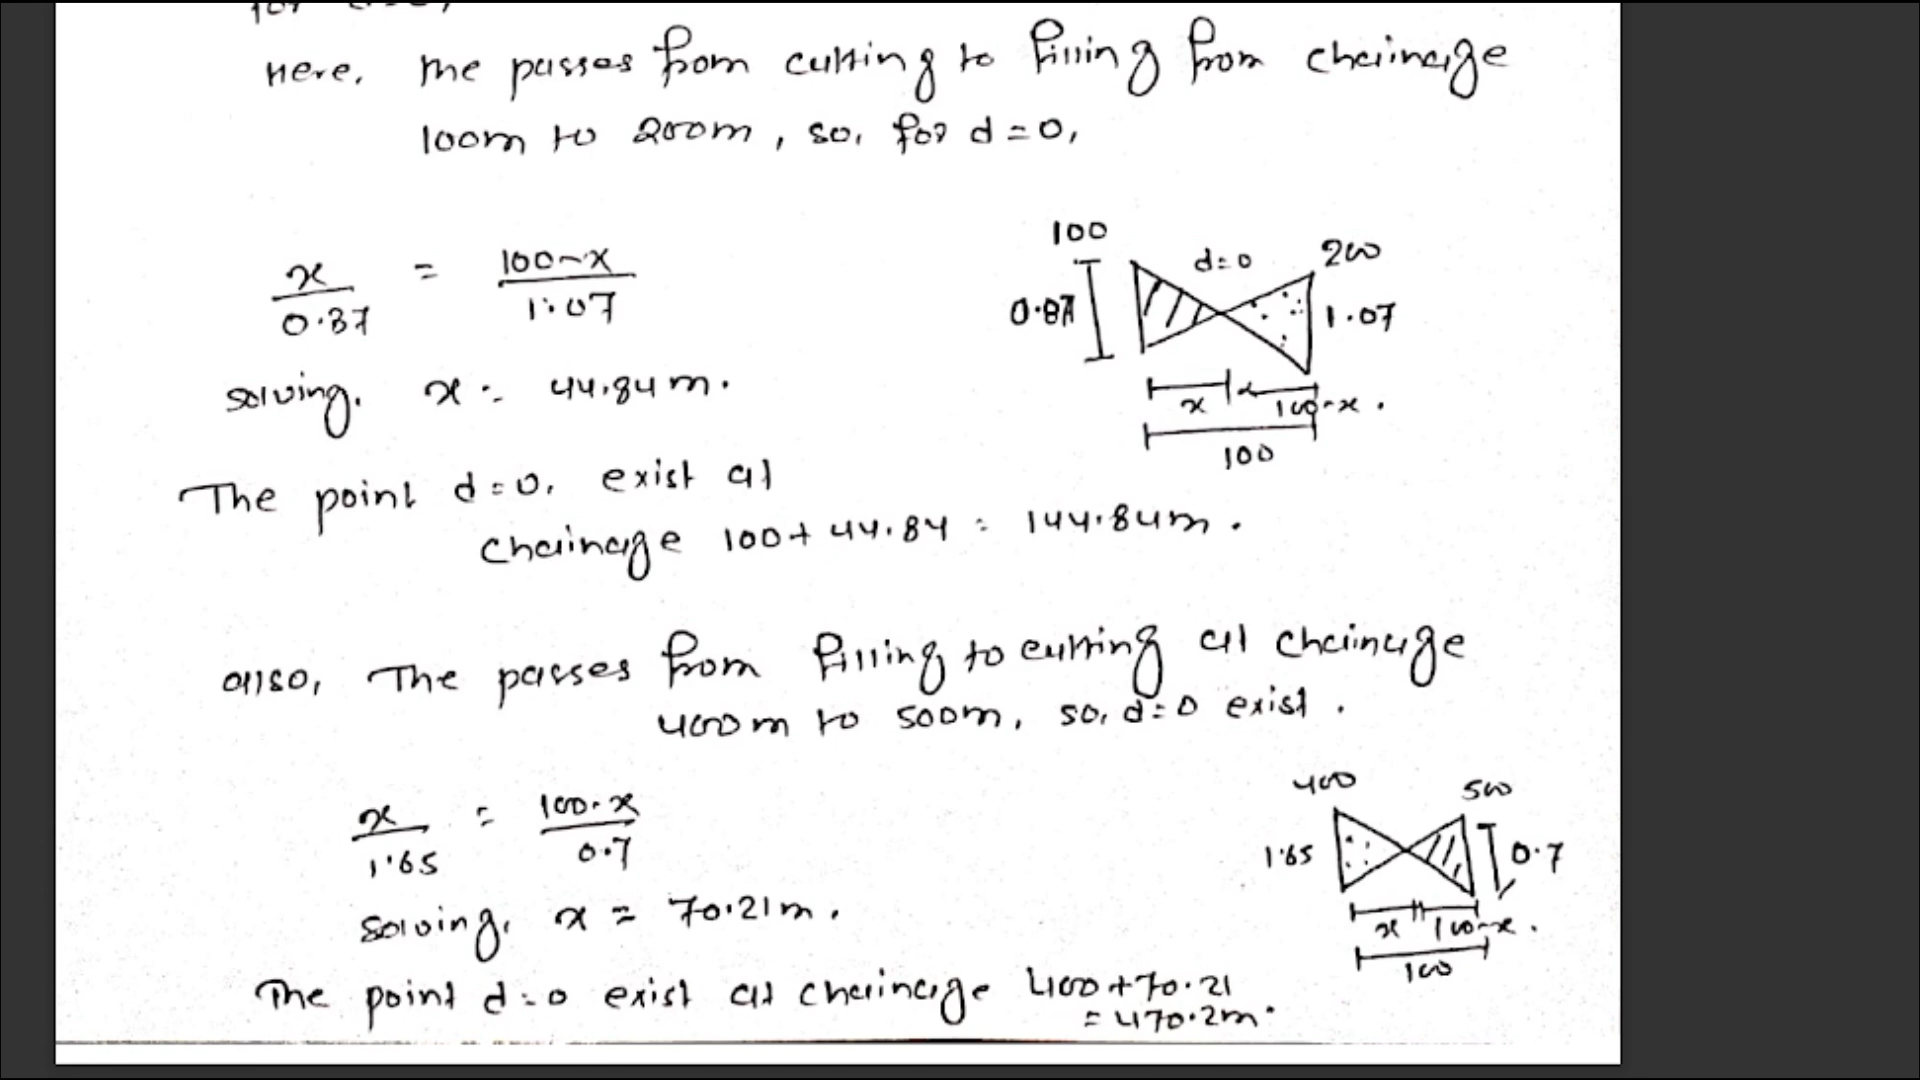 Here, the passes from cutting to filling from chainage
100m to 200m, so, for d=0,
x/0.87 = 100-x/1.07
100
d=0
200
0.87
1.07
x
100-x.
100
solving, x = 44.84m.
The point d=0, exist at
chainage 100+44.84 = 144.84m.
also, The passes from filling to cutting at chainage
400m to 500m, so, d=0 exist.
x/1.65 = 100-x/0.7
400
500
1.65
0.7
x
100-x.
100
solving, x = 70.21m.
The point d=0 exist at chainage 400+70.21
= 470.2m.